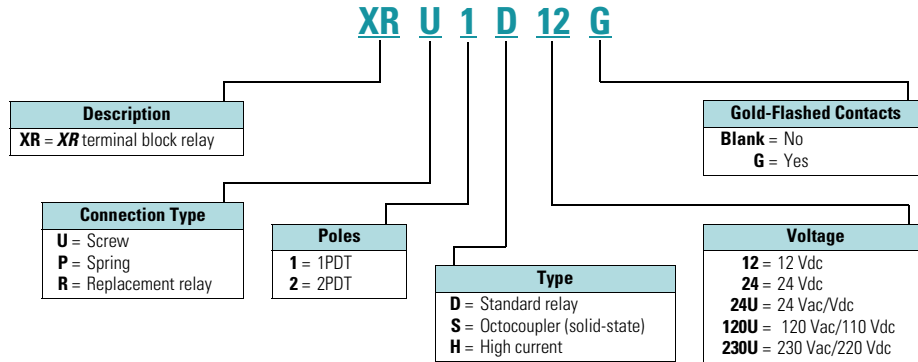 XR U 1 D 12 G
Description
XR = XR terminal block relay
Gold-Flashed Contacts
Blank = No
G = Yes
Connection Type
U = Screw
P = Spring
R = Replacement relay
Poles
1 = 1PDT
2 = 2PDT
Type
D = Standard relay
S = Octocoupler (solid-state)
H = High current
Voltage
12 = 12 Vdc
24 = 24 Vdc
24U = 24 Vac/Vdc
120U = 120 Vac/110 Vdc
230U = 230 Vac/220 Vdc